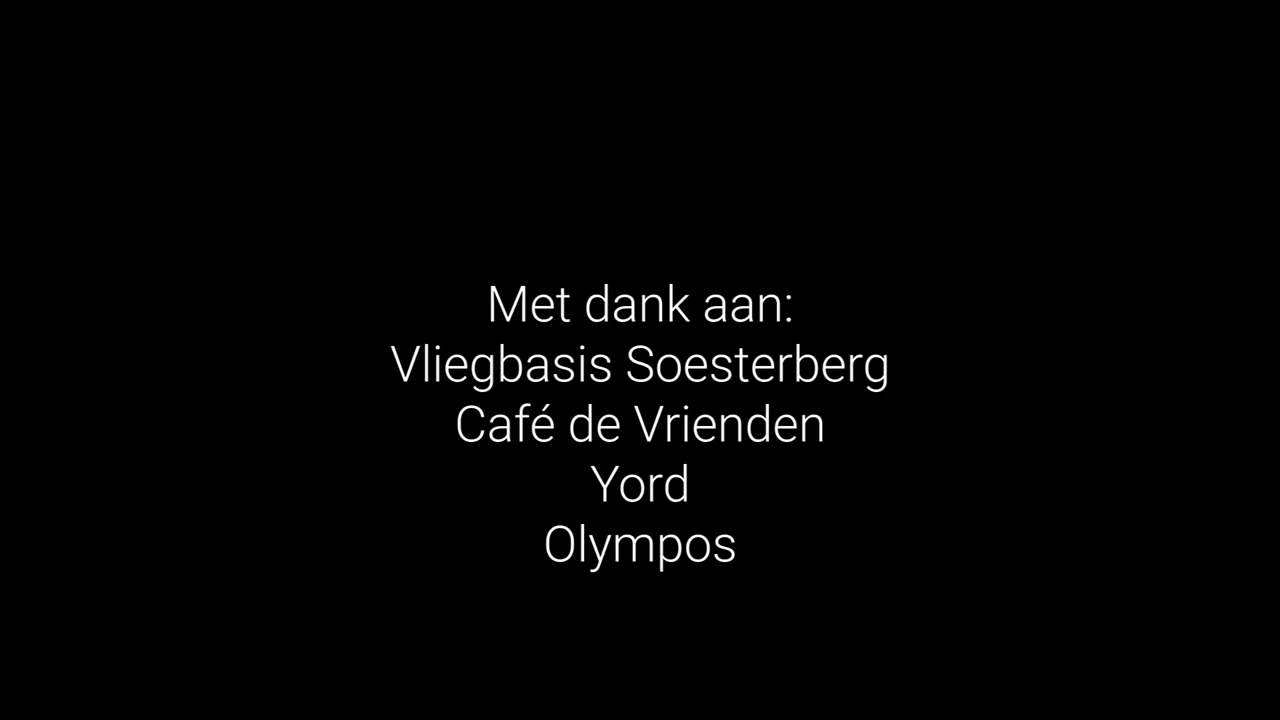 Met dank aan:
Vliegbasis Soesterberg
Café de Vrienden
Yord
Olympos